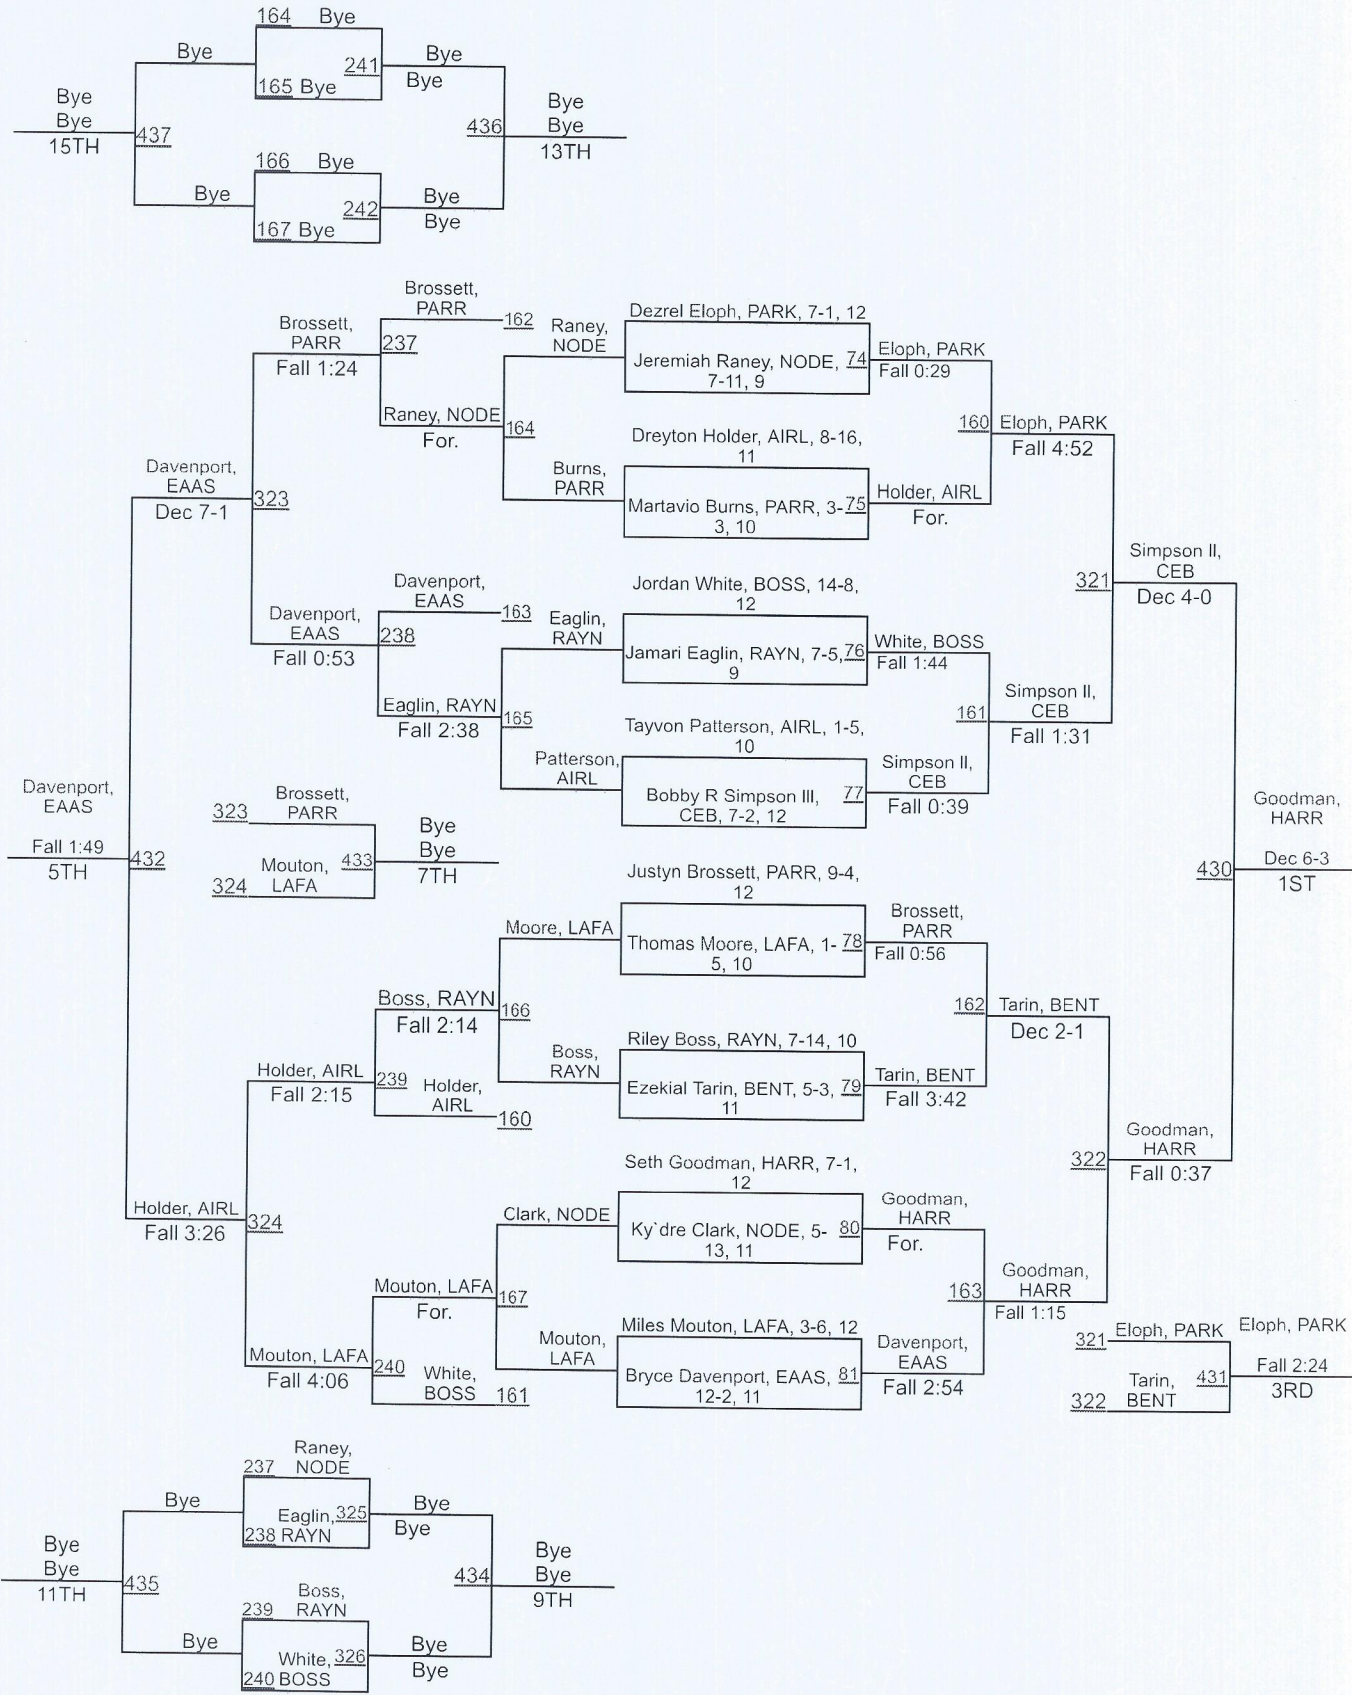 164 Bye
Bye
241
Bye
165 Bye
Bye
Bye
Bye
15TH
437
436
Bye
Bye
13TH
166 Bye
Bye
242
Bye
167 Bye
Bye
Brossett,
PARR
162
Brossett,
PARR
237
Fall 1:24
Raney,
NODE
Dezrel Eloph, PARK, 7-1, 12
Jeremiah Raney, NODE, 74
7-11, 9
Eloph, PARK
Fall 0:29
Raney, NODE
For.
164
160
Eloph, PARK
Fall 4:52
Dreyton Holder, AIRL, 8-16,
11
Burns,
PARR
Martavio Burns, PARR, 3- 75
3, 10
Holder, AIRL
For.
Davenport,
EAAS
Dec 7-1
323
Simpson II,
CEB
321
Dec 4-0
Davenport,
EAAS
163
Davenport,
EAAS
238
Fall 0:53
Eaglin,
RAYN
Jordan White, BOSS, 14-8,
12
Jamari Eaglin, RAYN, 7-5, 76
9
White, BOSS
Fall 1:44
Eaglin, RAYN
Fall 2:38
165
161
Simpson II,
CEB
Fall 1:31
Tayvon Patterson, AIRL, 1-5,
10
Patterson,
AIRL
Bobby R Simpson III, 77
CEB, 7-2, 12
Simpson II,
CEB
Fall 0:39
Davenport,
EAAS
Fall 1:49
5TH
432
323
Brossett,
PARR
433
324
Mouton,
LAFA
Bye
Bye
7TH
Goodman,
HARR
430
Dec 6-3
1ST
Justyn Brossett, PARR, 9-4,
12
Moore, LAFA
Thomas Moore, LAFA, 1- 78
5, 10
Brossett,
PARR
Fall 0:56
Boss, RAYN
Fall 2:14
166
162
Tarin, BENT
Dec 2-1
Riley Boss, RAYN, 7-14, 10
Boss,
RAYN
Ezekial Tarin, BENT, 5-3, 79
11
Tarin, BENT
Fall 3:42
Holder, AIRL
Fall 2:15
239
Holder,
AIRL
160
Goodman,
HARR
322
Fall 0:37
Seth Goodman, HARR, 7-1,
12
Clark, NODE
Ky`dre Clark, NODE, 5- 80
13, 11
Goodman,
HARR
For.
Holder, AIRL
Fall 3:26
324
Mouton, LAFA
For.
167
163
Goodman,
HARR
Fall 1:15
Miles Mouton, LAFA, 3-6, 12
Mouton,
LAFA
Bryce Davenport, EAAS, 81
12-2, 11
Davenport,
EAAS
Fall 2:54
Mouton, LAFA
Fall 4:06
240
White,
BOSS
161
321 Eloph, PARK
431
322
Tarin,
BENT
Eloph, PARK
Fall 2:24
3RD
237
Raney,
NODE
Bye
Eaglin, 325
238 RAYN
Bye
Bye
Bye
Bye
11TH
435
434
Bye
Bye
9TH
239
Boss,
RAYN
Bye
White, 326
240 BOSS
Bye
Bye